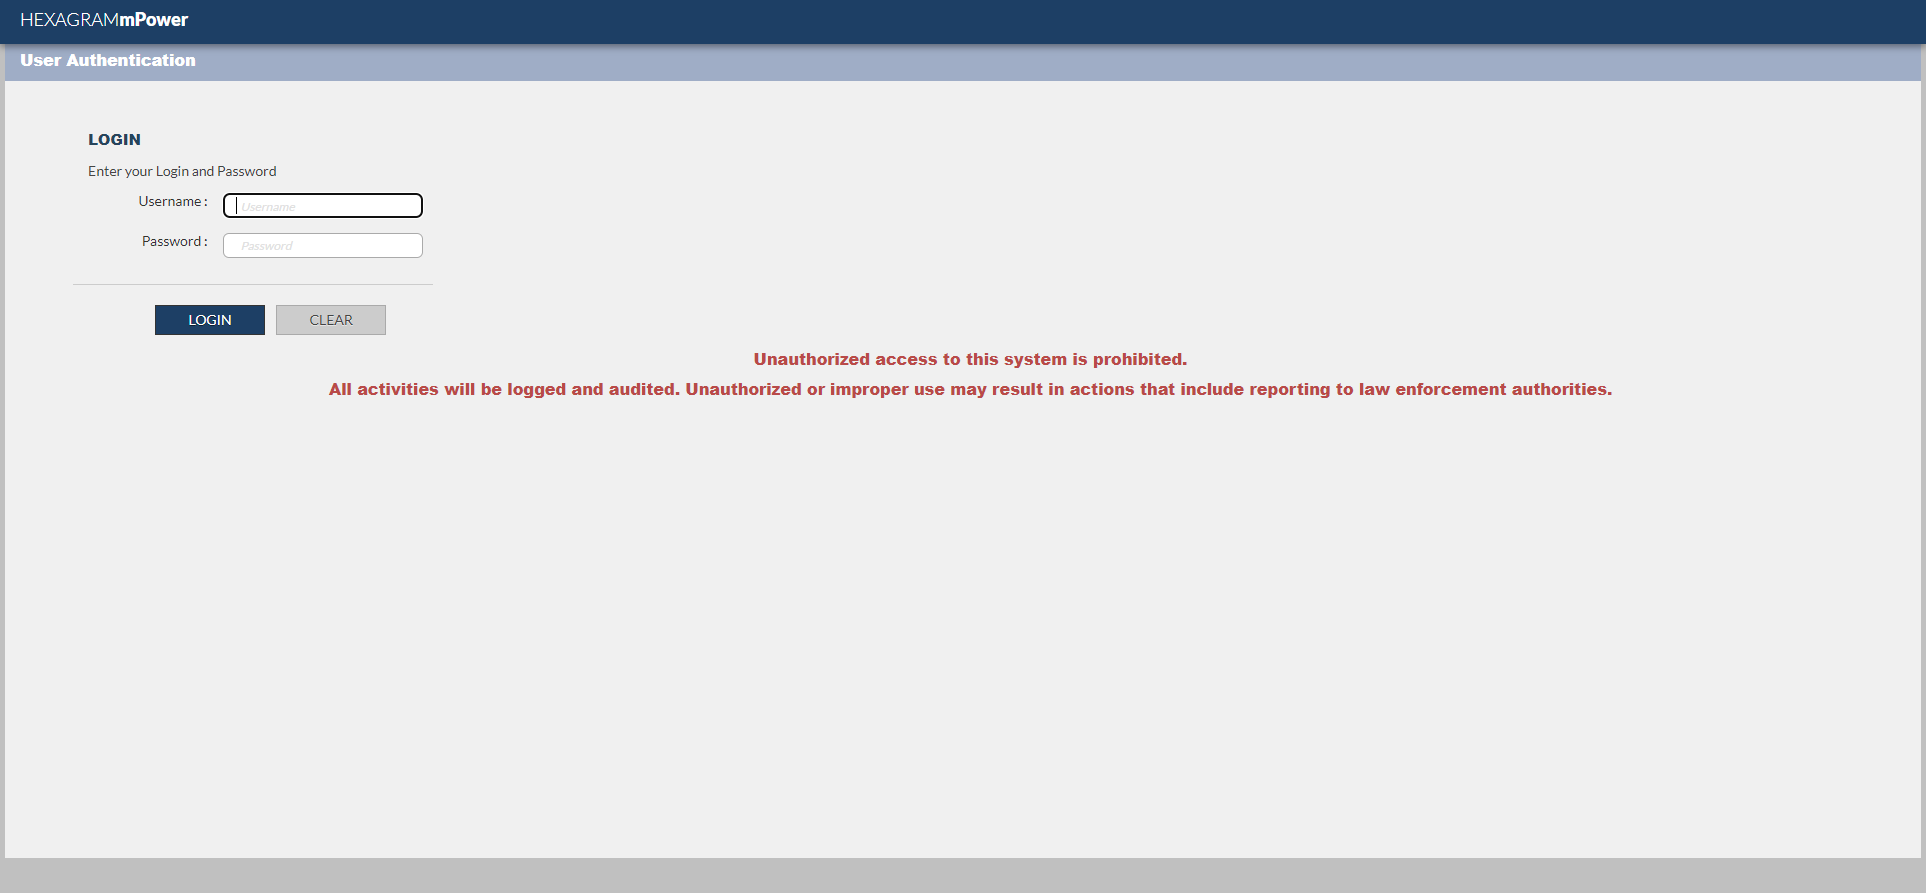 HEXAGRAMmPower
User Authentication
LOGIN
Enter your Login and Password
Username :
Username
Password :
Password
LOGIN CLEAR
Unauthorized access to this system is prohibited.
All activities will be logged and audited. Unauthorized or improper use may result in actions that include reporting to law enforcement authorities.